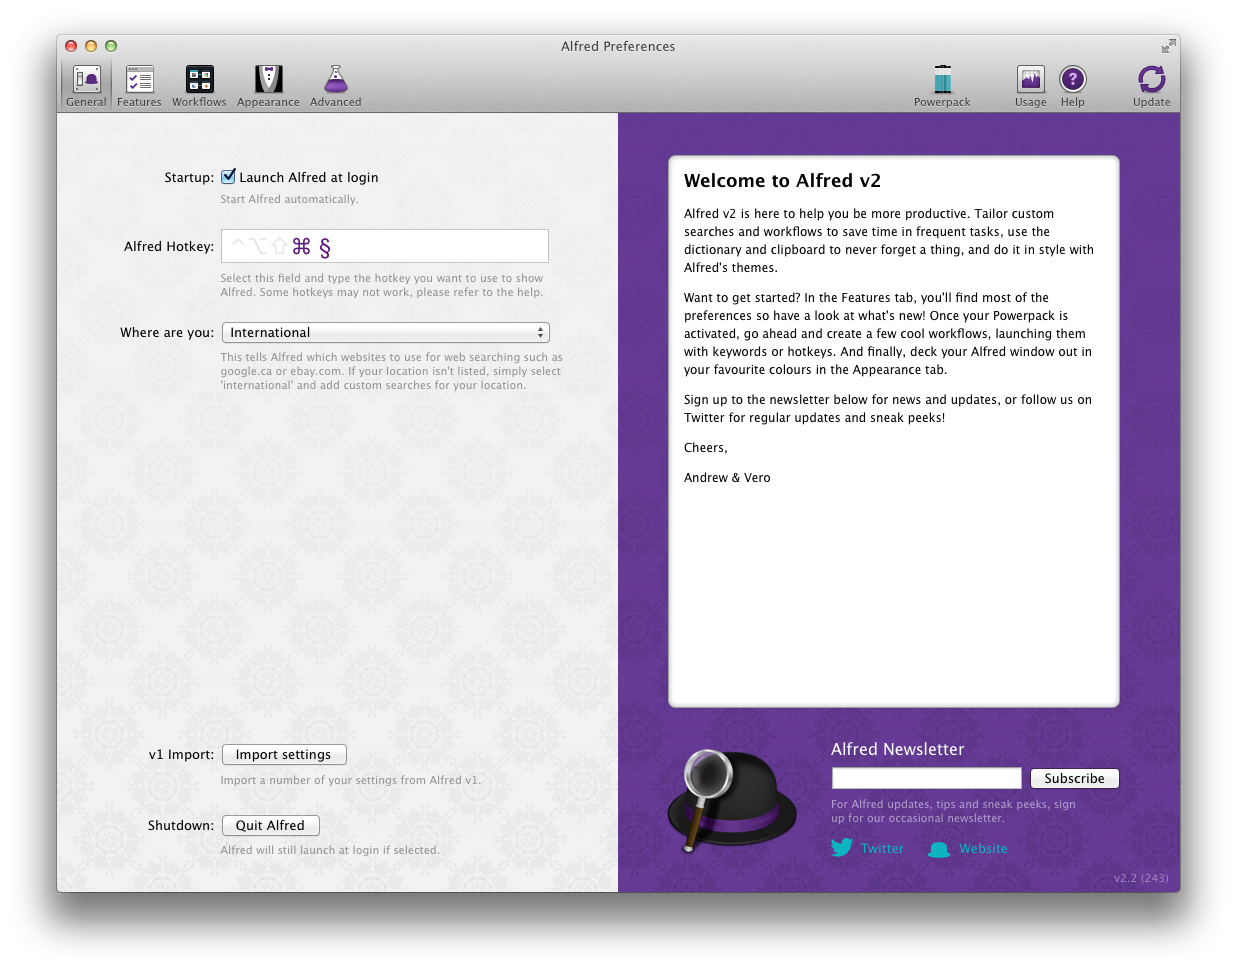 Alfred Preferences
General Features Workflows Appearance Advanced Powerpack Usage Help Update
Startup: Launch Alfred at login
Start Alfred automatically.
Alfred Hotkey: ^⌥⇧⌘ §
Select this field and type the hotkey you want to use to show
Alfred. Some hotkeys may not work, please refer to the help.
Where are you: International
This tells Alfred which websites to use for web searching such as
google.ca or ebay.com. If your location isn't listed, simply select
'international' and add custom searches for your location.
v1 Import: Import settings
Import a number of your settings from Alfred v1.
Shutdown: Quit Alfred
Alfred will still launch at login if selected.
Welcome to Alfred v2
Alfred v2 is here to help you be more productive. Tailor custom
searches and workflows to save time in frequent tasks, use the
dictionary and clipboard to never forget a thing, and do it in style with
Alfred's themes.
Want to get started? In the Features tab, you'll find most of the
preferences so have a look at what's new! Once your Powerpack is
activated, go ahead and create a few cool workflows, launching them
with keywords or hotkeys. And finally, deck your Alfred window out in
your favourite colours in the Appearance tab.
Sign up to the newsletter below for news and updates, or follow us on
Twitter for regular updates and sneak peeks!
Cheers,
Andrew & Vero
Alfred Newsletter
Subscribe
For Alfred updates, tips and sneak peeks, sign
up for our occasional newsletter.
Twitter Website
v2.2 (243)